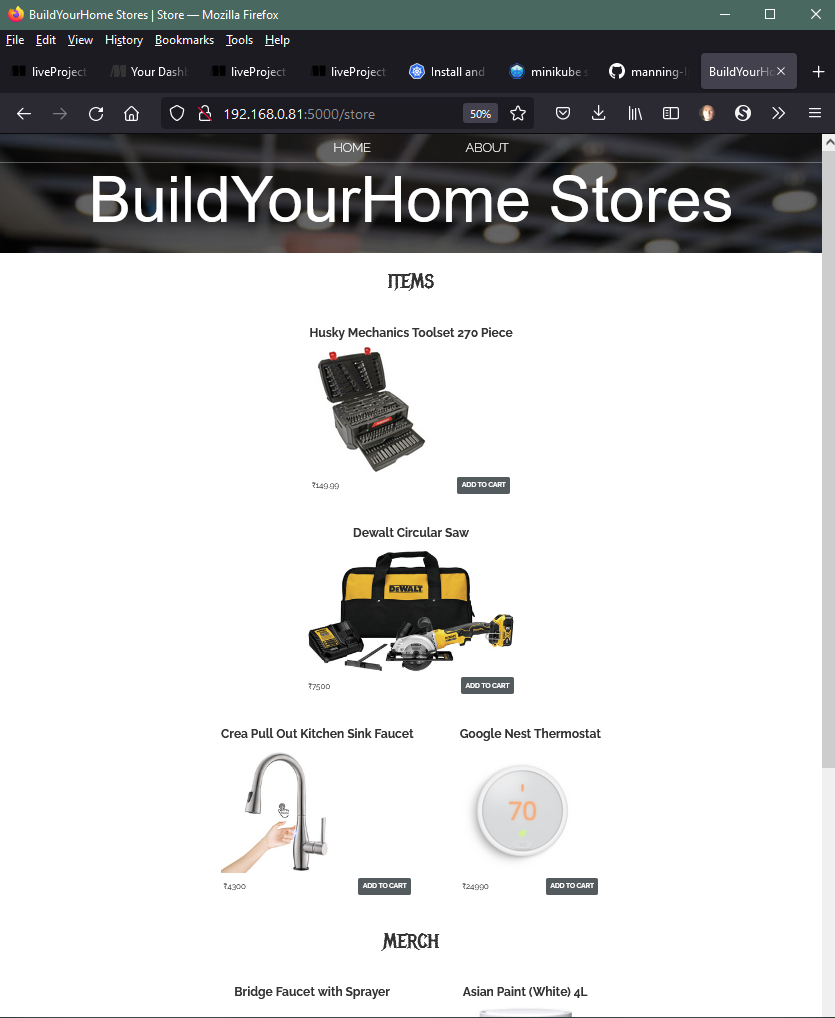 BuildYourHome Stores | Store — Mozilla Firefox
File Edit View History Bookmarks Tools Help
liveProject Your Dash liveProject liveProject Install and minikube s manning-l BuildYourHo
192.168.0.81:5000/store 50%
HOME ABOUT
BuildYourHome Stores
ITEMS
Husky Mechanics Toolset 270 Piece
₹149.99 ADD TO CART
Dewalt Circular Saw
DEWALT
₹7500 ADD TO CART
Crea Pull Out Kitchen Sink Faucet Google Nest Thermostat
70
₹4300 ADD TO CART ₹24990 ADD TO CART
MERCH
Bridge Faucet with Sprayer Asian Paint (White) 4L